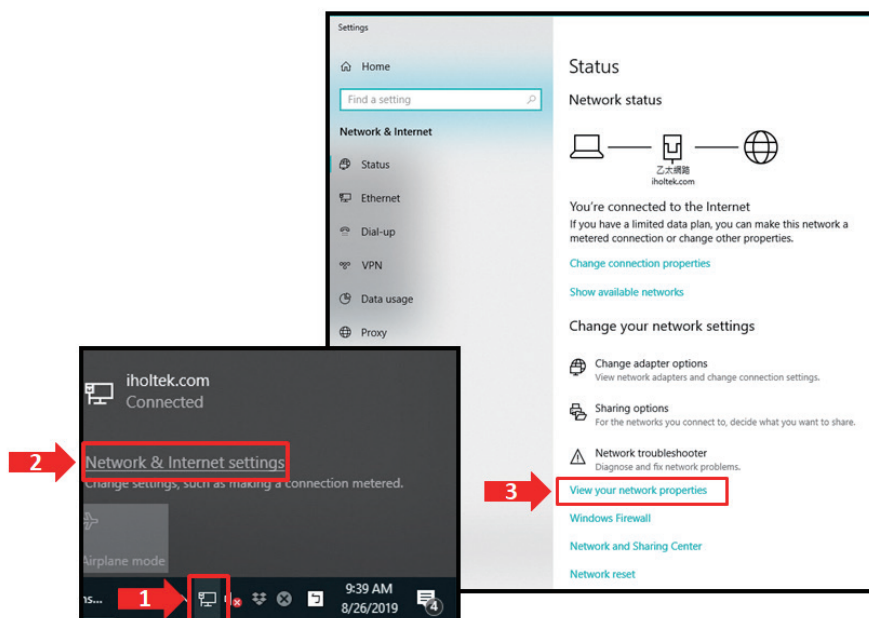 Settings
Home
Find a setting
Network & Internet
Status
Ethernet
Dial-up
VPN
Data usage
Proxy
Status
Network status
乙太網路
iholtek.com
You're connected to the Internet
If you have a limited data plan, you can make this network a
metered connection or change other properties.
Change connection properties
Show available networks
Change your network settings
Change adapter options
View network adapters and change connection settings.
Sharing options
For the networks you connect to, decide what you want to share.
Network troubleshooter
Diagnose and fix network problems.
3
View your network properties
Windows Firewall
Network and Sharing Center
Network reset
iholtek.com
Connected
2
Network & Internet settings
Change settings, such as making a connection metered.
Airplane mode
1
9:39 AM
8/26/2019
4